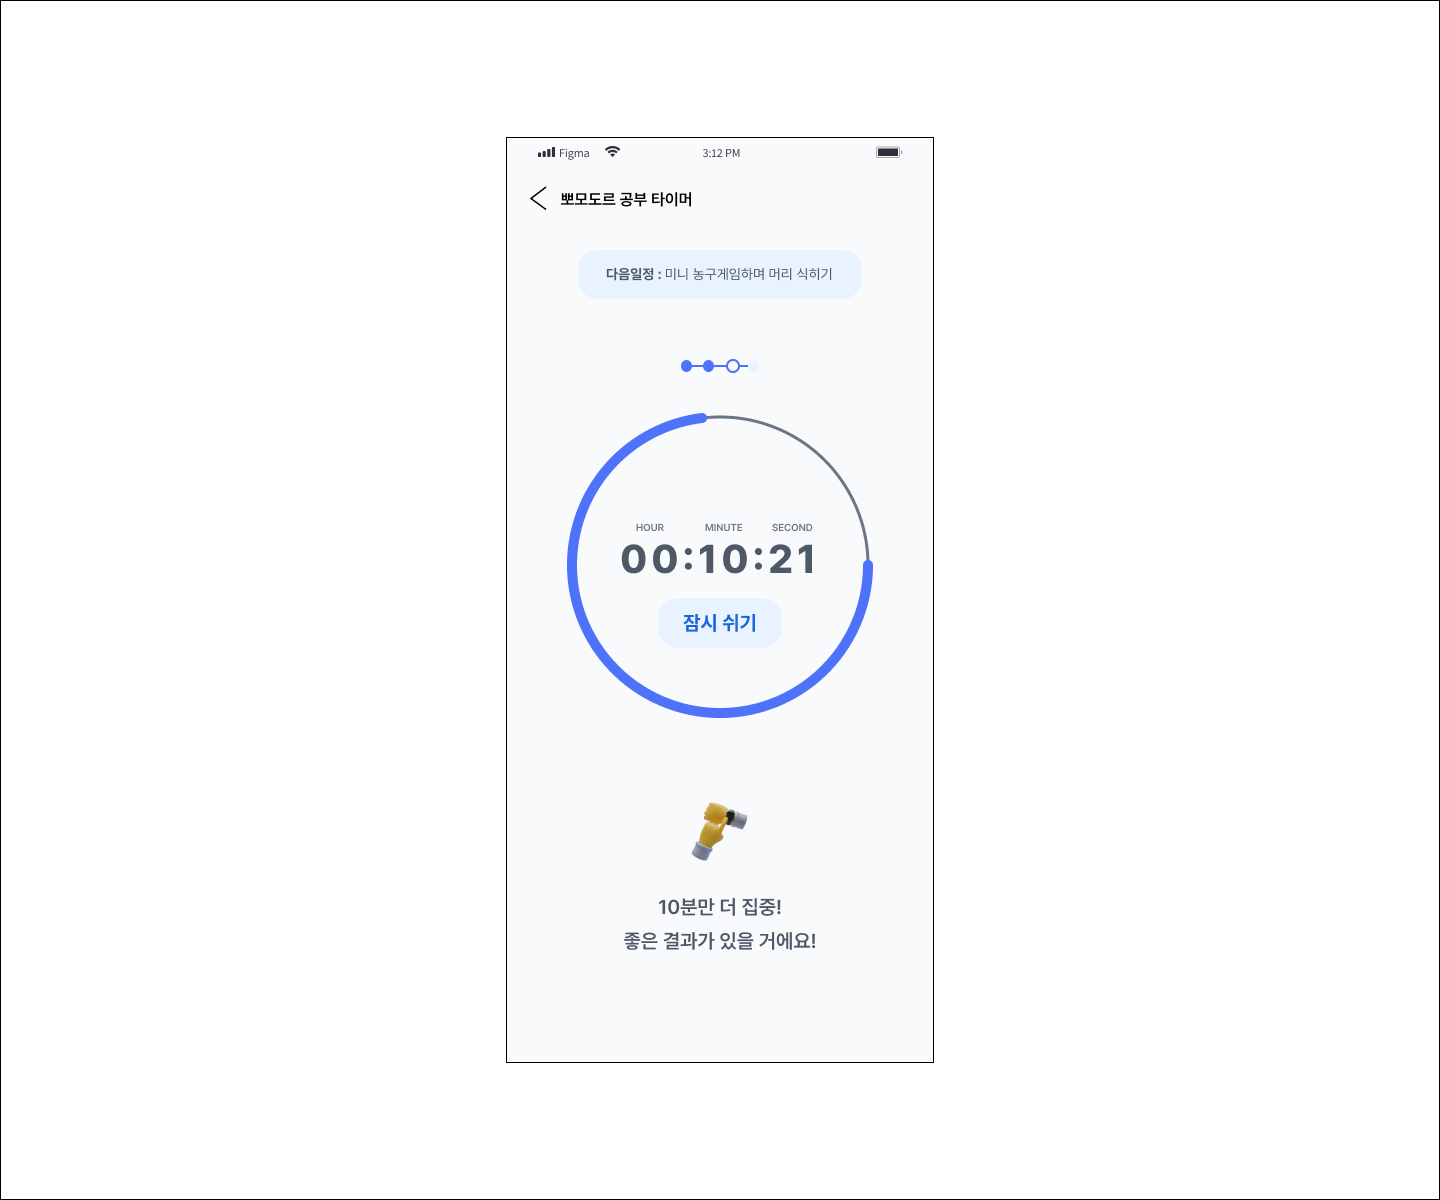 Figma 3:12 PM
뽀모도르 공부 타이머
다음일정 : 미니 농구게임하며 머리 식히기
HOUR MINUTE SECOND
00:10:21
잠시 쉬기
10분만 더 집중!
좋은 결과가 있을 거에요!